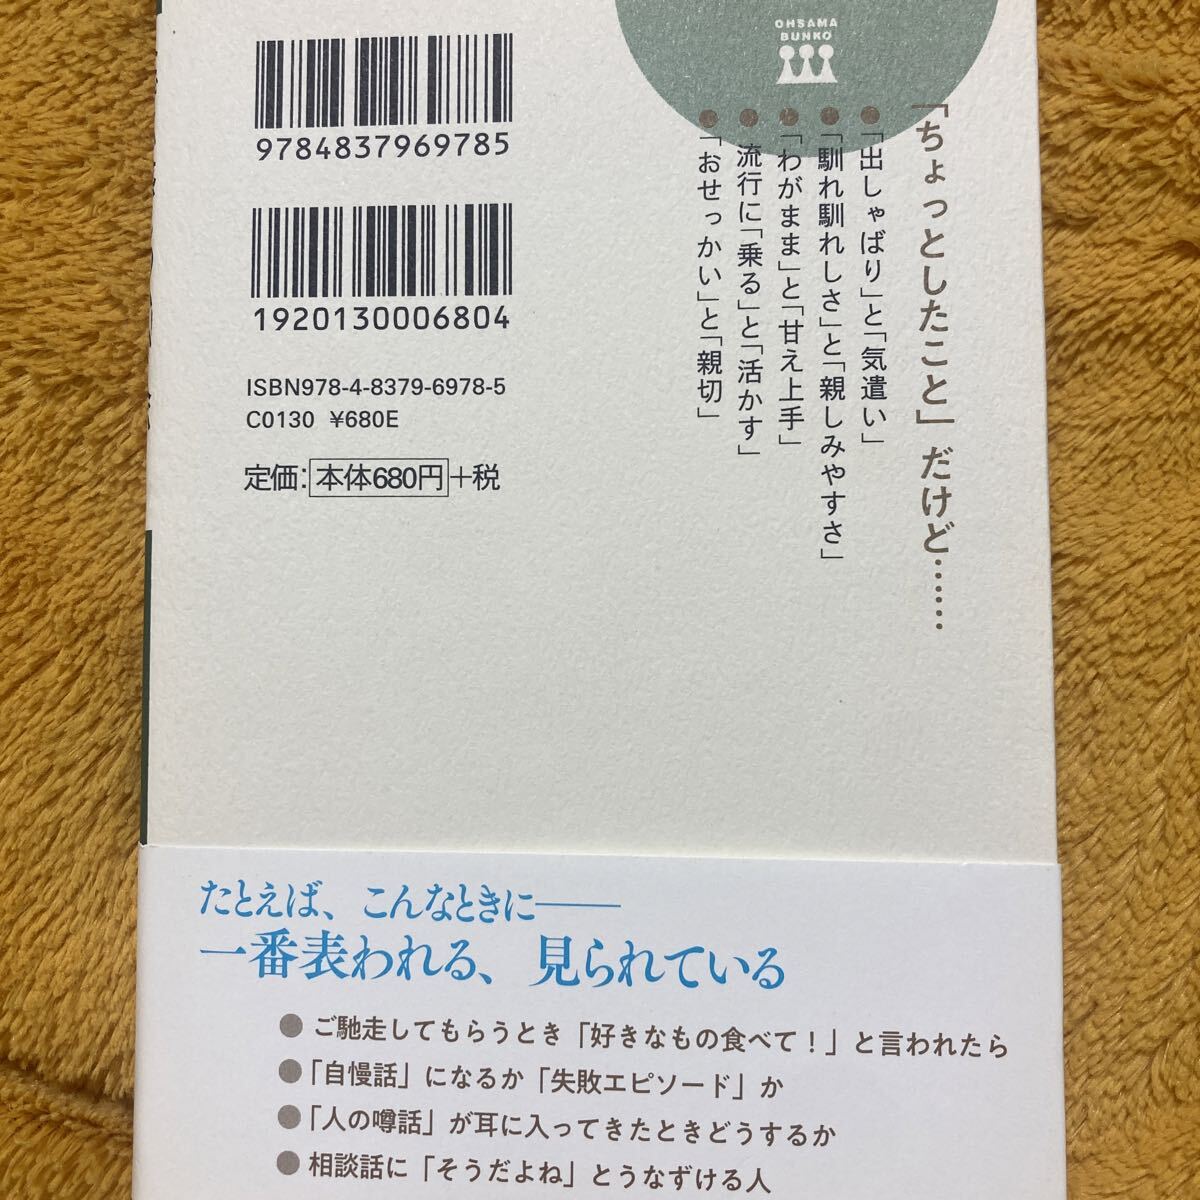 OHSAMA
BUNKO
「ちょっとしたこと」だけど……
●「出しゃばり」と「気遣い」
●「馴れ馴れしさ」と「親しみやすさ」
●「わがまま」と「甘え上手」
●流行に「乗る」と「活かす」
●「おせっかい」と「親切」
9784837969785
1920130006804
ISBN978-4-8379-6978-5
C0130 ¥680E
定価:本体680円+税
たとえば、こんなときに――
一番表われる、見られている
●ご馳走してもらうとき「好きなもの食べて！」と言われたら
●「自慢話」になるか「失敗エピソード」か
●「人の噂話」が耳に入ってきたときどうするか
●相談話に「そうだよね」とうなずける人